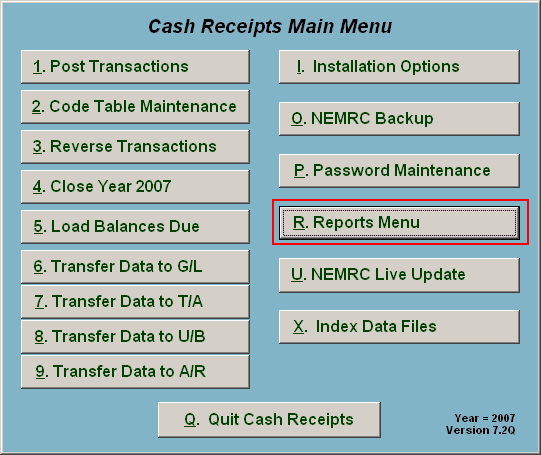 Cash Receipts Main Menu
1. Post Transactions
2. Code Table Maintenance
3. Reverse Transactions
4. Close Year 2007
5. Load Balances Due
6. Transfer Data to G/L
7. Transfer Data to T/A
8. Transfer Data to U/B
9. Transfer Data to A/R
I. Installation Options
O. NEMRC Backup
P. Password Maintenance
R. Reports Menu
U. NEMRC Live Update
X. Index Data Files
Q. Quit Cash Receipts
Year = 2007
Version 7.2Q